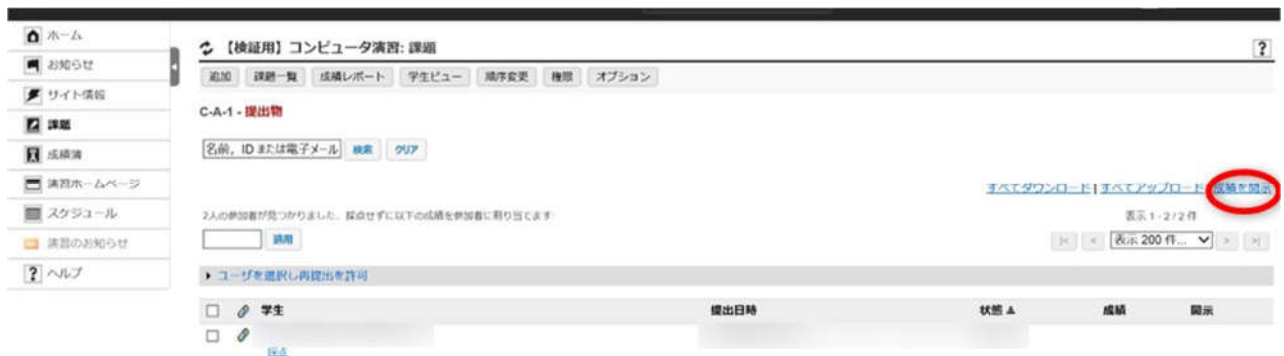 ホーム
お知らせ
サイト情報
課題
成績簿
演習ホームページ
スケジュール
演習のお知らせ
? ヘルプ
【検証用】コンピュータ演習: 課題
?
追加 課題一覧 成績レポート 学生ビュー 順序変更 権限 オプション
C-A-1 - 提出物
名前, ID または電子メール 検索 クリア
すべてダウンロード | すべてアップロード 成績を開示
2人の参加者が見つかりました、採点せずに以下の成績を参加者に割り当てます:
表示 1 - 2 / 2 件
適用
|< < 表示 200 件... > >|
ユーザを選択し再提出を許可
学生 提出日時 状態 成績 開示
採点